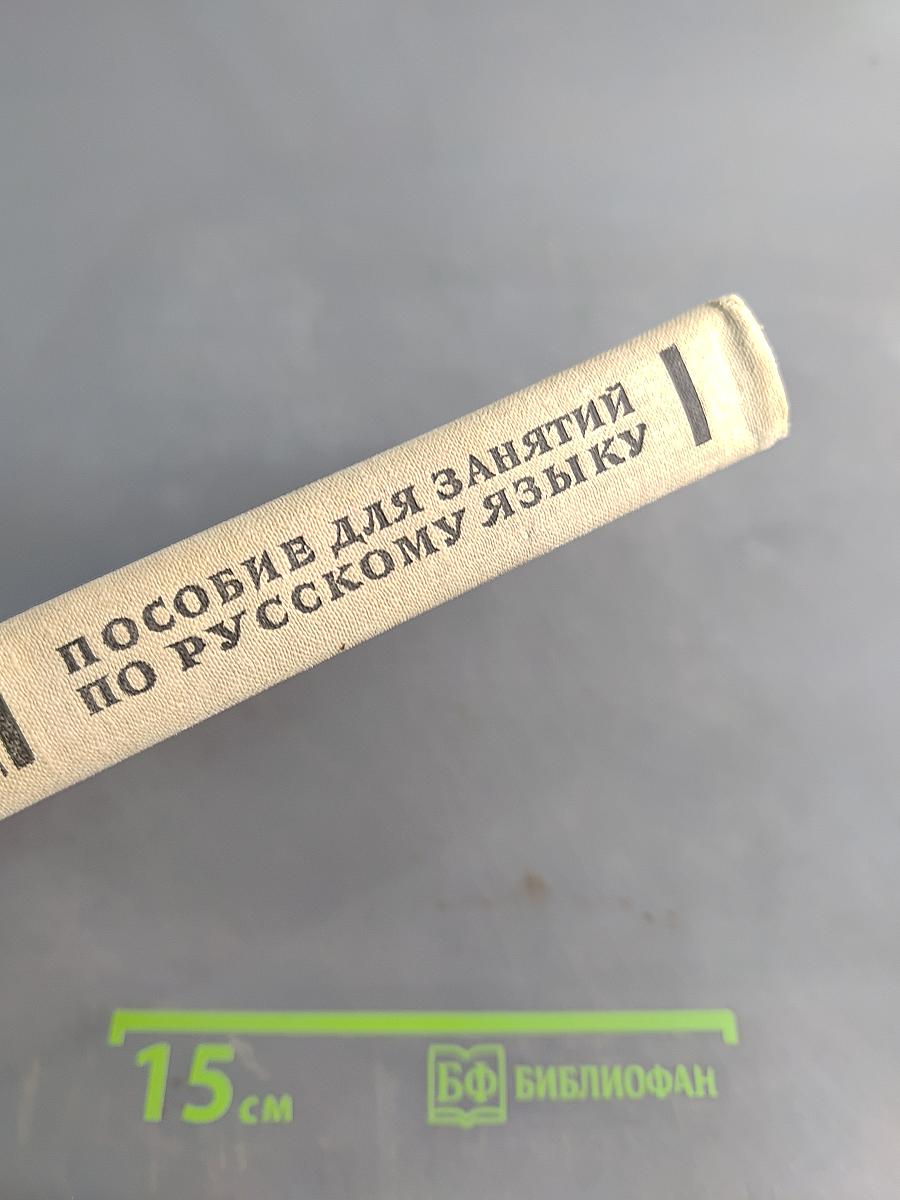 ПОСОБИЕ ДЛЯ ЗАНЯТИЙ
ПО РУССКОМУ ЯЗЫКУ
15 см
БФ БИБЛИОФАН